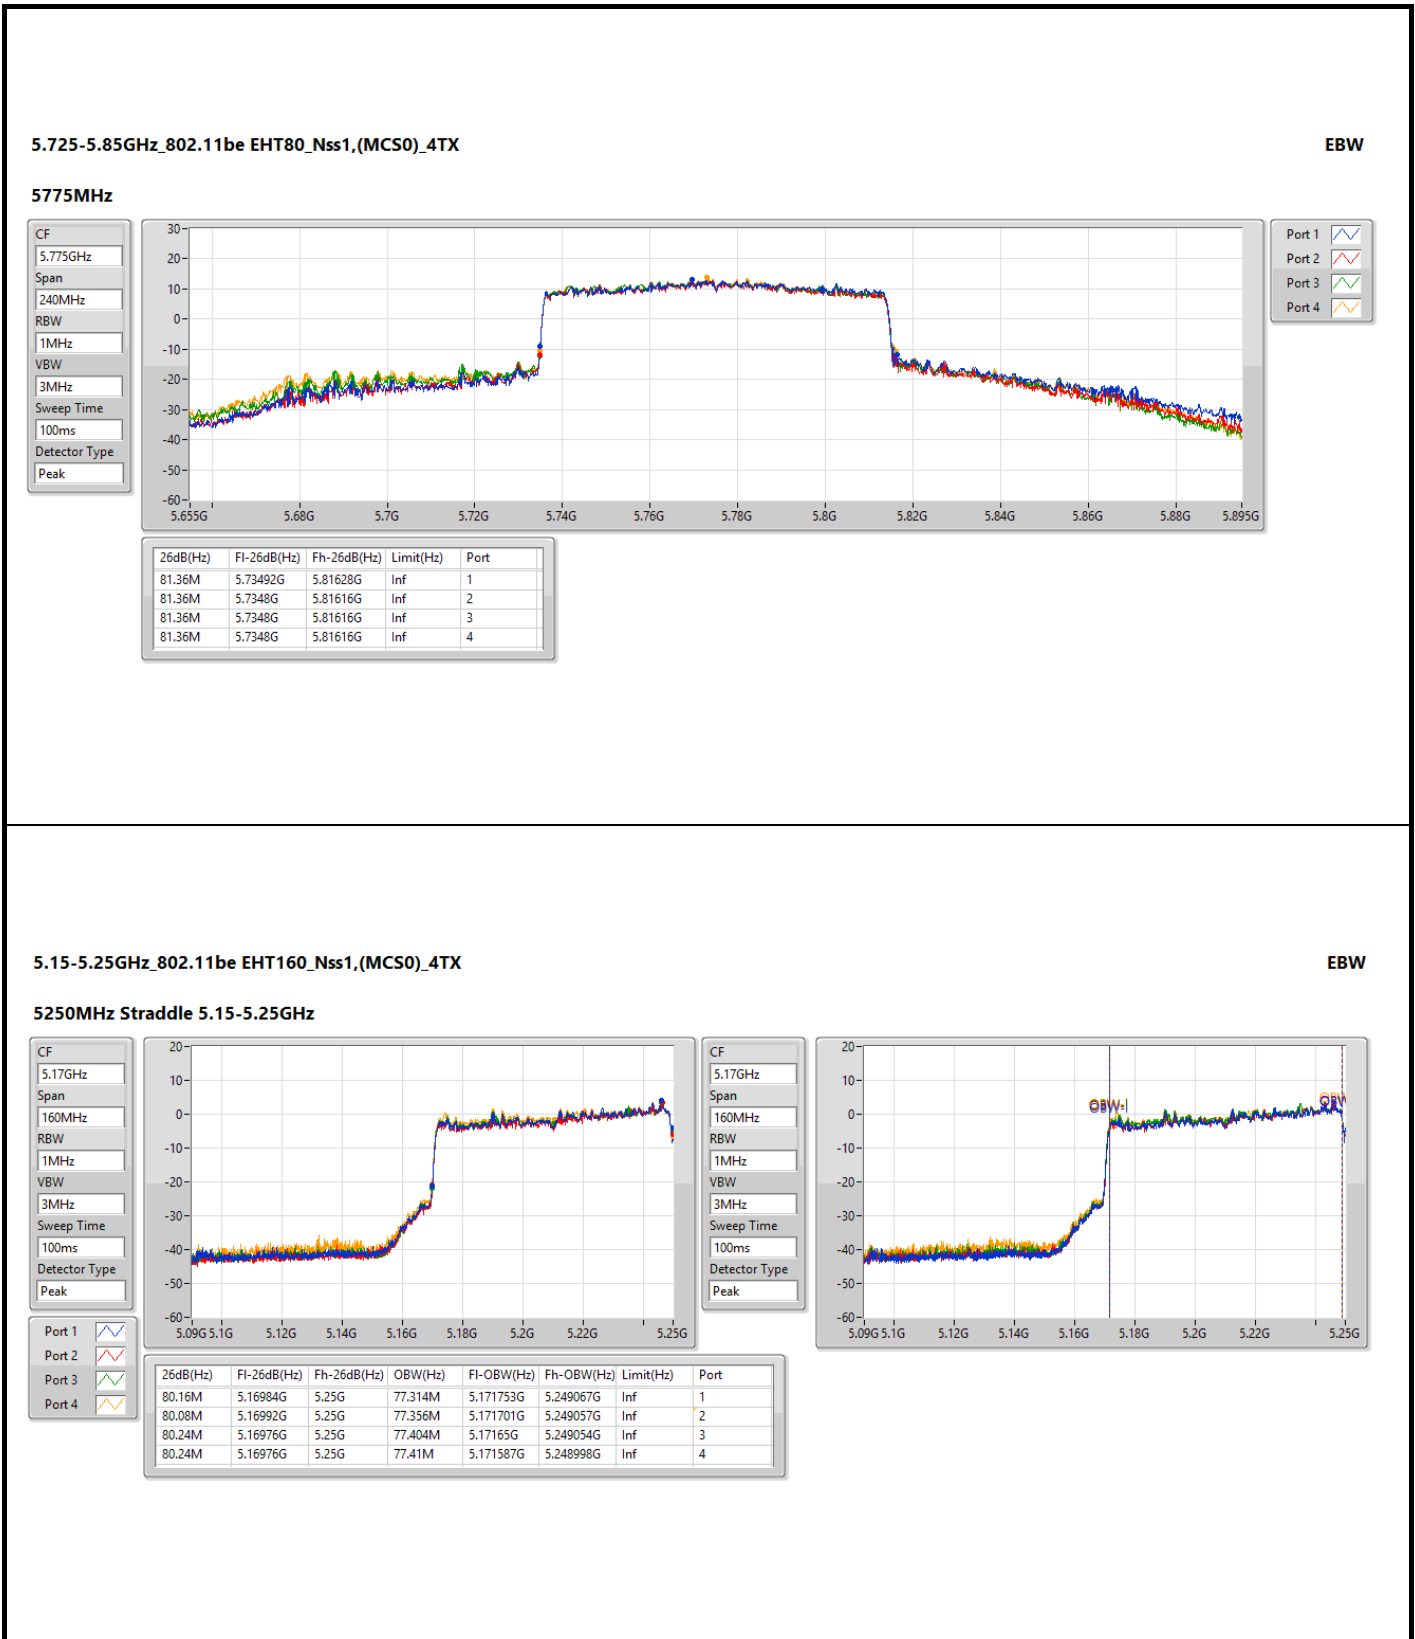 5.725-5.85GHz_802.11be EHT80_Nss1,(MCS0)_4TX EBW
5775MHz
CF
5.775GHz
Span
240MHz
RBW
1MHz
VBW
3MHz
Sweep Time
100ms
Detector Type
Peak
30
20
10
0
-10
-20
-30
-40
-50
-60
5.655G 5.68G 5.7G 5.72G 5.74G 5.76G 5.78G 5.8G 5.82G 5.84G 5.86G 5.88G 5.895G
Port 1
Port 2
Port 3
Port 4
26dB(Hz) Fl-26dB(Hz) Fh-26dB(Hz) Limit(Hz) Port
81.36M 5.73492G 5.81628G Inf 1
81.36M 5.7348G 5.81616G Inf 2
81.36M 5.7348G 5.81616G Inf 3
81.36M 5.7348G 5.81616G Inf 4
5.15-5.25GHz_802.11be EHT160_Nss1,(MCS0)_4TX EBW
5250MHz Straddle 5.15-5.25GHz
CF
5.17GHz
Span
160MHz
RBW
1MHz
VBW
3MHz
Sweep Time
100ms
Detector Type
Peak
Port 1
Port 2
Port 3
Port 4
20
10
0
-10
-20
-30
-40
-50
-60
5.09G 5.1G 5.12G 5.14G 5.16G 5.18G 5.2G 5.22G 5.25G
CF
5.17GHz
Span
160MHz
RBW
1MHz
VBW
3MHz
Sweep Time
100ms
Detector Type
Peak
20
10
0
-10
-20
-30
-40
-50
-60
OBW-l
OBW
5.09G 5.1G 5.12G 5.14G 5.16G 5.18G 5.2G 5.22G 5.25G
26dB(Hz) Fl-26dB(Hz) Fh-26dB(Hz) OBW(Hz) Fl-OBW(Hz) Fh-OBW(Hz) Limit(Hz) Port
80.16M 5.16984G 5.25G 77.314M 5.171753G 5.249067G Inf 1
80.08M 5.16992G 5.25G 77.356M 5.171701G 5.249057G Inf 2
80.24M 5.16976G 5.25G 77.404M 5.17165G 5.249054G Inf 3
80.24M 5.16976G 5.25G 77.41M 5.171587G 5.248998G Inf 4